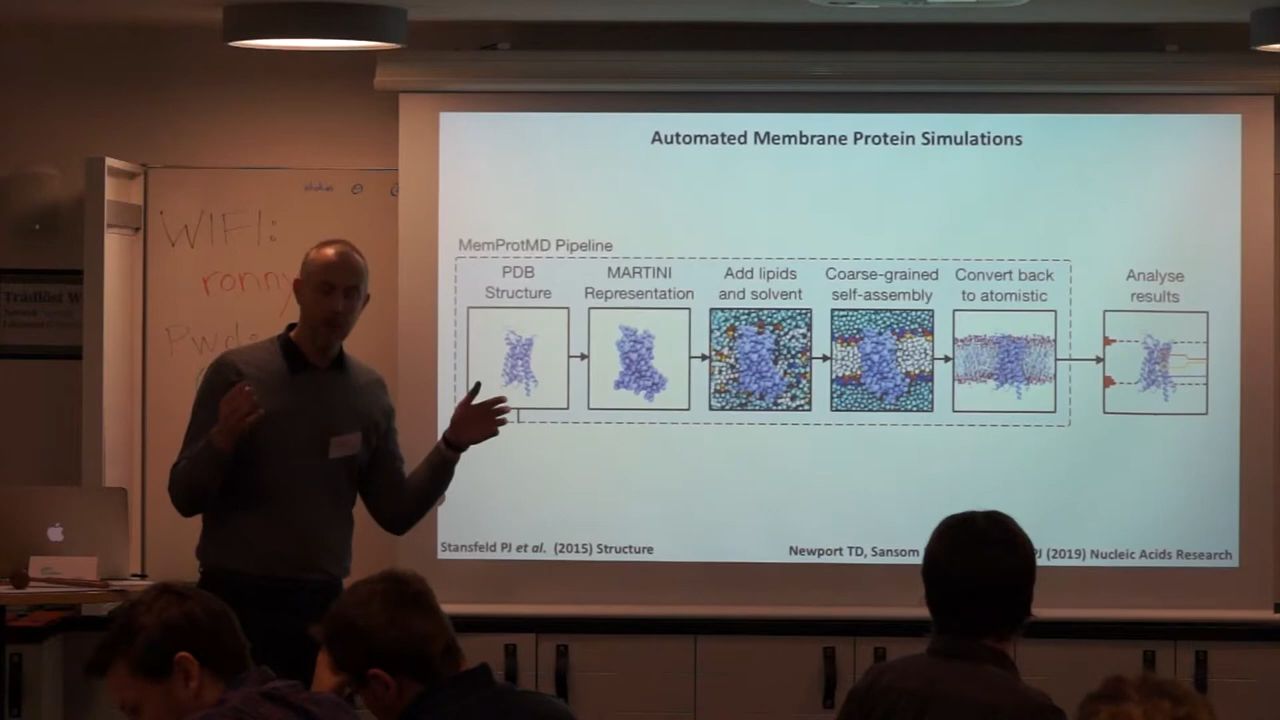 Automated Membrane Protein Simulations
MemProtMD Pipeline
PDB
Structure
MARTINI
Representation
Add lipids
and solvent
Coarse-grained
self-assembly
Convert back
to atomistic
Analyse
results
Stansfeld PJ et al. (2015) Structure
Newport TD, Sansom
PJ (2019) Nucleic Acids Research
WIFI:
ronny
Pwd
Trådlöst W